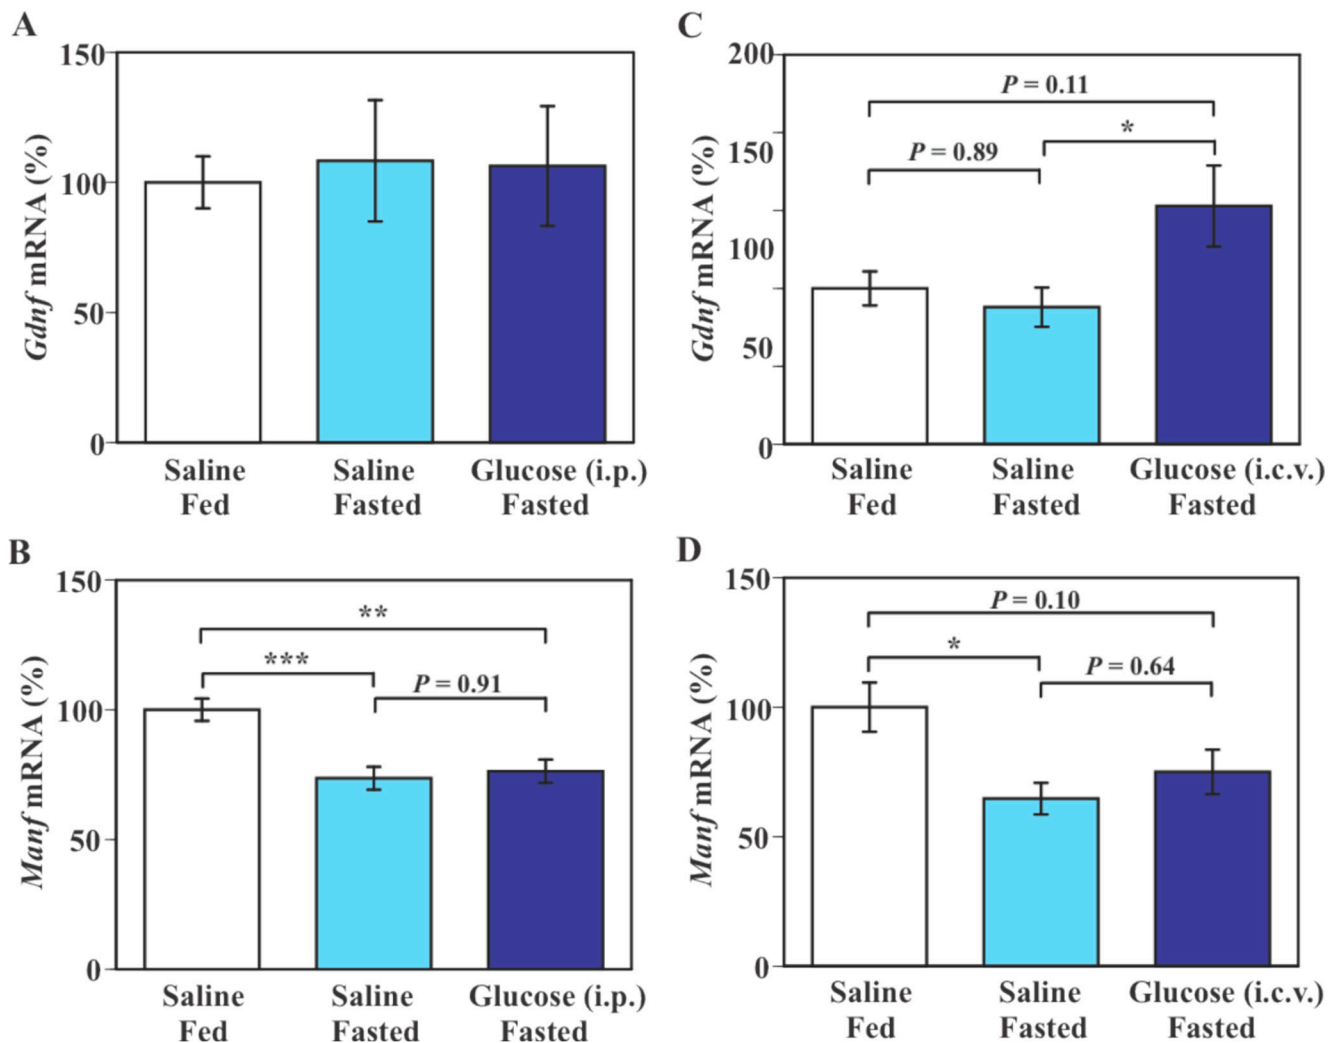 A
150
100
50
0
Gdnf mRNA (%)
Saline
Fed
Saline
Fasted
Glucose (i.p.)
Fasted
C
200
150
100
50
0
Gdnf mRNA (%)
P = 0.11
*
P = 0.89
Saline
Fed
Saline
Fasted
Glucose (i.c.v.)
Fasted
B
150
100
50
0
Manf mRNA (%)
**
***
P = 0.91
Saline
Fed
Saline
Fasted
Glucose (i.p.)
Fasted
D
150
100
50
0
Manf mRNA (%)
P = 0.10
*
P = 0.64
Saline
Fed
Saline
Fasted
Glucose (i.c.v.)
Fasted